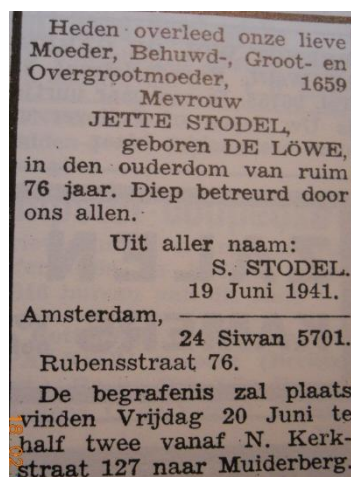 Heden overleed onze lieve
Moeder, Behuwd-, Groot- en
Overgrootmoeder, 1659
Mevrouw
JETTE STODEL,
geboren DE LÖWE,
in den ouderdom van ruim
76 jaar. Diep betreurd door
ons allen.
Uit aller naam:
S. STODEL.
19 Juni 1941.
Amsterdam,
24 Siwan 5701.
Rubensstraat 76.
De begrafenis zal plaats
vinden Vrijdag 20 Juni te
half twee vanaf N. Kerk-
straat 127 naar Muiderberg.